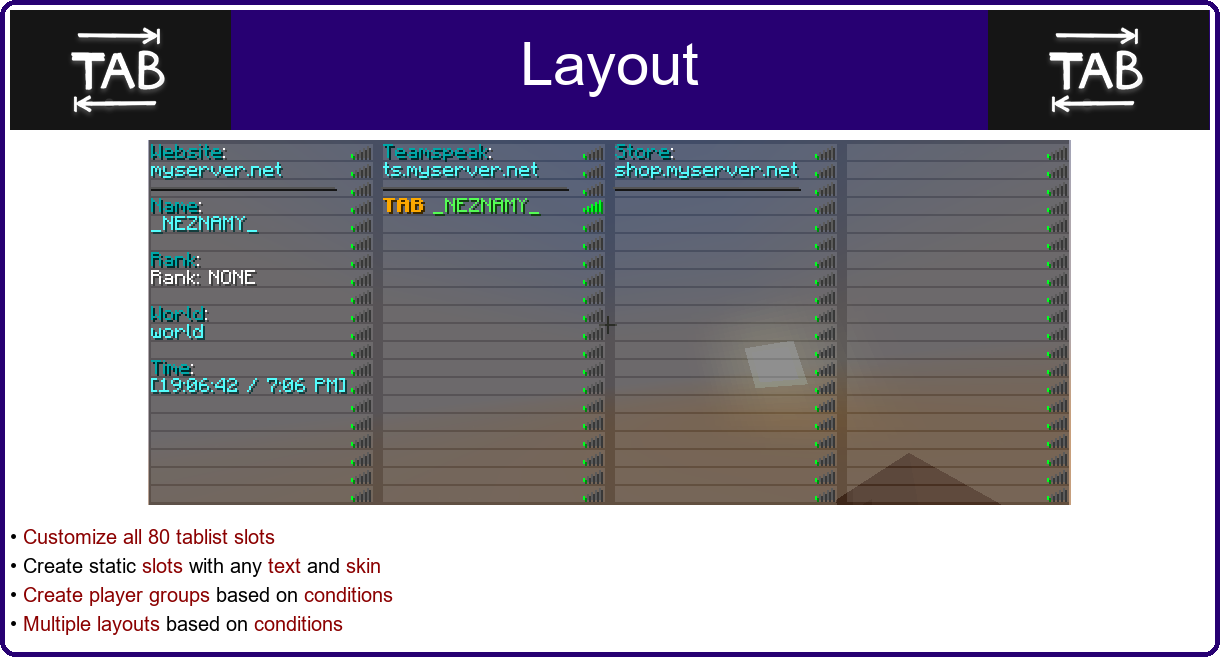 TAB
Layout
TAB
Website:
myserver.net
Name:
_NEZNAMY_
Rank:
Rank: NONE
World:
world
Time:
[19:06:42 / 7:06 PM]
Teamspeak:
ts.myserver.net
TAB _NEZNAMY_
Store:
shop.myserver.net
• Customize all 80 tablist slots
• Create static slots with any text and skin
• Create player groups based on conditions
• Multiple layouts based on conditions